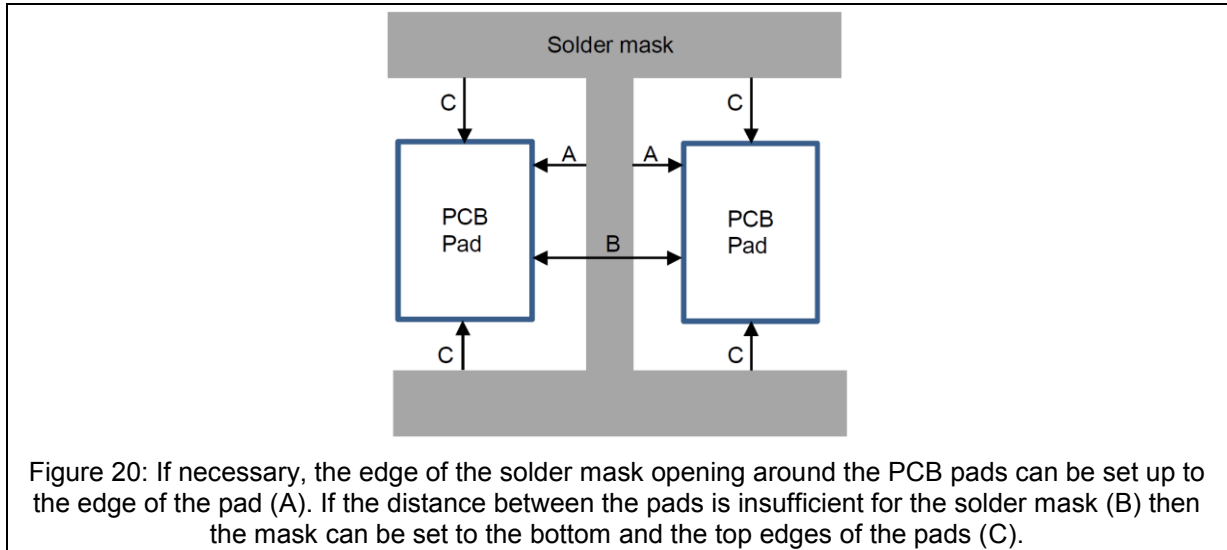 Solder mask
C
C
A
A
PCB
Pad
PCB
Pad
B
C
C
Figure 20: If necessary, the edge of the solder mask opening around the PCB pads can be set up to
the edge of the pad (A). If the distance between the pads is insufficient for the solder mask (B) then
the mask can be set to the bottom and the top edges of the pads (C).